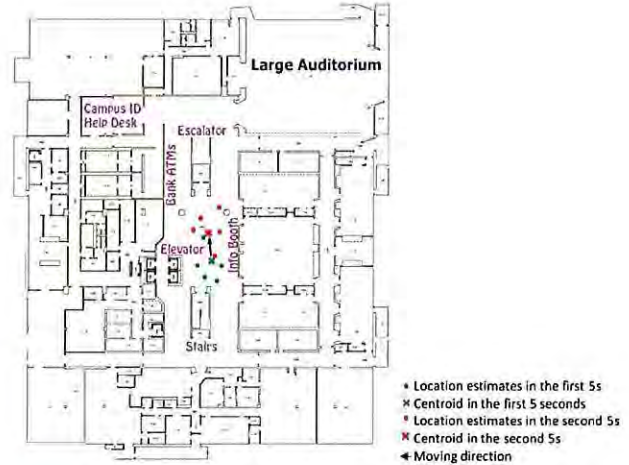 Large Auditorium
Campus ID
Help Desk
Escalator
Bank ATMs
Elevator
Info Booth
Stairs
Location estimates in the first 5s
Centroid in the first 5 seconds
Location estimates in the second 5s
Centroid in the second 5s
Moving direction